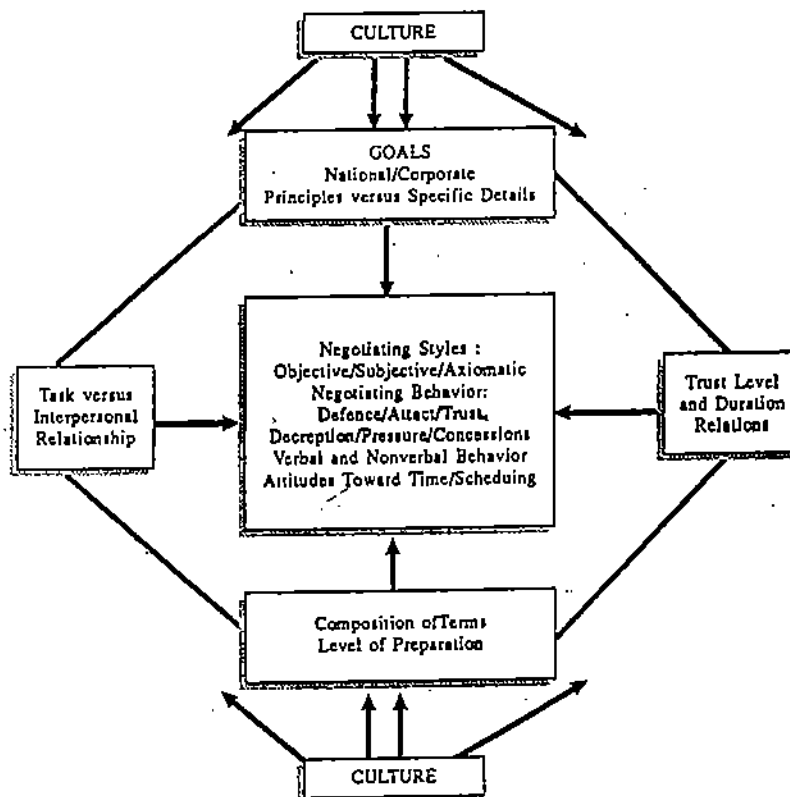 CULTURE
GOALS
National/Corporate
Principles versus Specific Details
Negotiating Styles :
Objective/Subjective/Axiomatic
Negotiating Behavior:
Defence/Attact/Trust,
Decreption/Pressure/Concessions
Verbal and Nonverbal Behavior
Attitudes Toward Time/Scheduing
Task versus
Interpersonal
Relationship
Trust Level
and Duration
Relations
Composition ofTerms
Level of Preparation
CULTURE